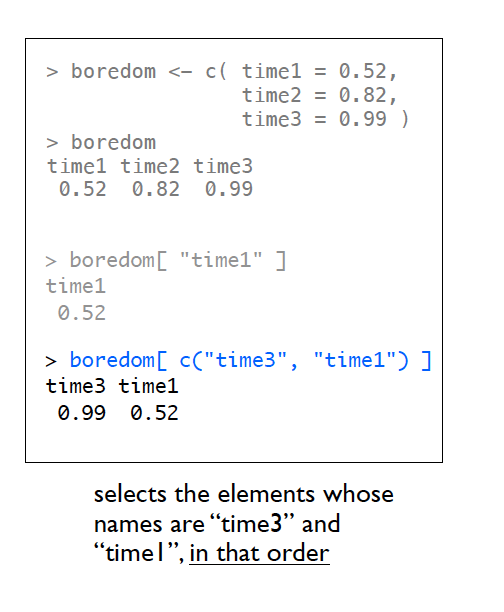 > boredom <- c( time1 = 0.52,
                time2 = 0.82,
                time3 = 0.99 )
> boredom
time1 time2 time3
 0.52  0.82  0.99
> boredom[ "time1" ]
time1
 0.52
> boredom[ c("time3", "time1") ]
time3 time1
 0.99  0.52
selects the elements whose
names are “time3” and
“time1”, in that order